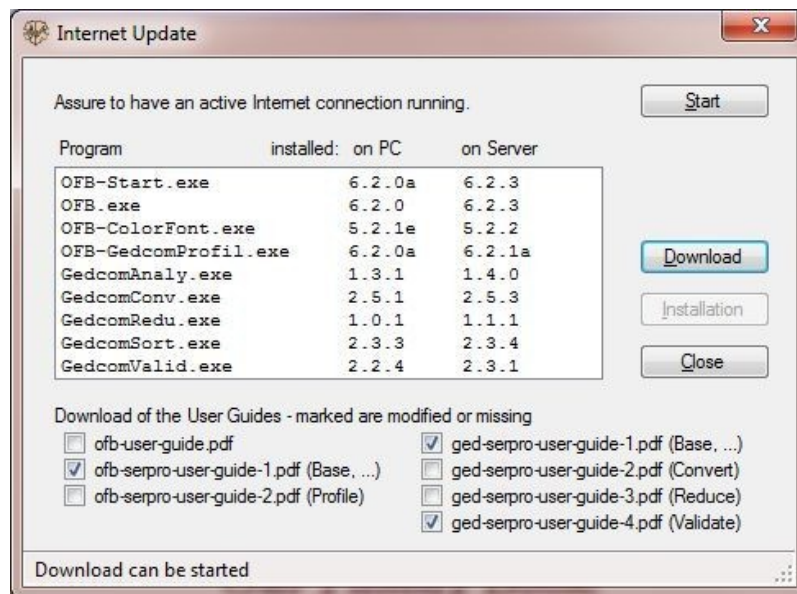 Internet Update
Assure to have an active Internet connection running.
Start
Program installed: on PC on Server
OFB-Start.exe 6.2.0a 6.2.3
OFB.exe 6.2.0 6.2.3
OFB-ColorFont.exe 5.2.1e 5.2.2
OFB-GedcomProfil.exe 6.2.0a 6.2.1a
GedcomAnaly.exe 1.3.1 1.4.0
GedcomConv.exe 2.5.1 2.5.3
GedcomRedu.exe 1.0.1 1.1.1
GedcomSort.exe 2.3.3 2.3.4
GedcomValid.exe 2.2.4 2.3.1
Download
Installation
Close
Download of the User Guides - marked are modified or missing
ofb-user-guide.pdf
ofb-serpro-user-guide-1.pdf (Base, ...)
ofb-serpro-user-guide-2.pdf (Profile)
ged-serpro-user-guide-1.pdf (Base, ...)
ged-serpro-user-guide-2.pdf (Convert)
ged-serpro-user-guide-3.pdf (Reduce)
ged-serpro-user-guide-4.pdf (Validate)
Download can be started